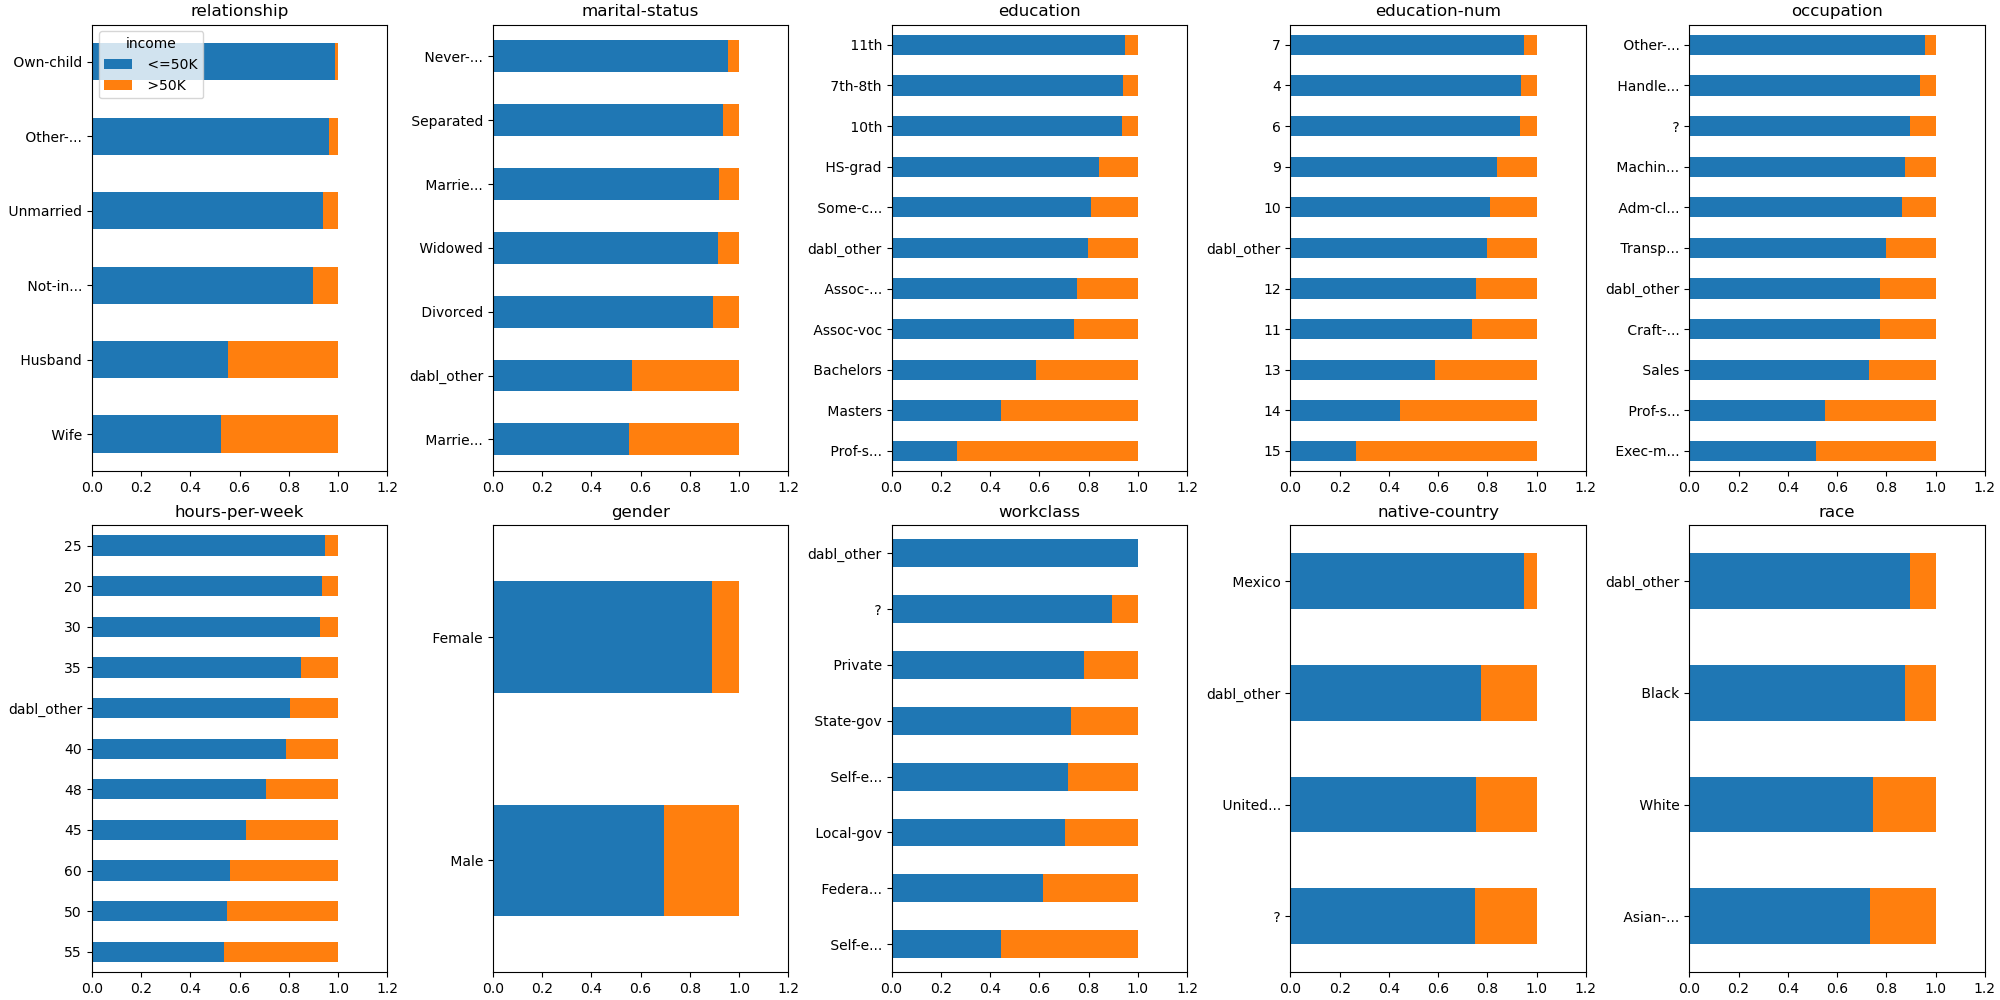 relationship
income
<=50K
>50K
Own-child
Other-...
Unmarried
Not-in...
Husband
Wife
0.0 0.2 0.4 0.6 0.8 1.0 1.2
marital-status
Never-...
Separated
Marrie...
Widowed
Divorced
dabl_other
Marrie...
0.0 0.2 0.4 0.6 0.8 1.0 1.2
education
11th
7th-8th
10th
HS-grad
Some-c...
dabl_other
Assoc-...
Assoc-voc
Bachelors
Masters
Prof-s...
0.0 0.2 0.4 0.6 0.8 1.0 1.2
education-num
7
4
6
9
10
dabl_other
12
11
13
14
15
0.0 0.2 0.4 0.6 0.8 1.0 1.2
occupation
Other-...
Handle...
?
Machin...
Adm-cl...
Transp...
dabl_other
Craft-...
Sales
Prof-s...
Exec-m...
0.0 0.2 0.4 0.6 0.8 1.0 1.2
hours-per-week
25
20
30
35
dabl_other
40
48
45
60
50
55
0.0 0.2 0.4 0.6 0.8 1.0 1.2
gender
Female
Male
0.0 0.2 0.4 0.6 0.8 1.0 1.2
workclass
dabl_other
?
Private
State-gov
Self-e...
Local-gov
Federa...
Self-e...
0.0 0.2 0.4 0.6 0.8 1.0 1.2
native-country
Mexico
dabl_other
United...
?
0.0 0.2 0.4 0.6 0.8 1.0 1.2
race
dabl_other
Black
White
Asian-...
0.0 0.2 0.4 0.6 0.8 1.0 1.2